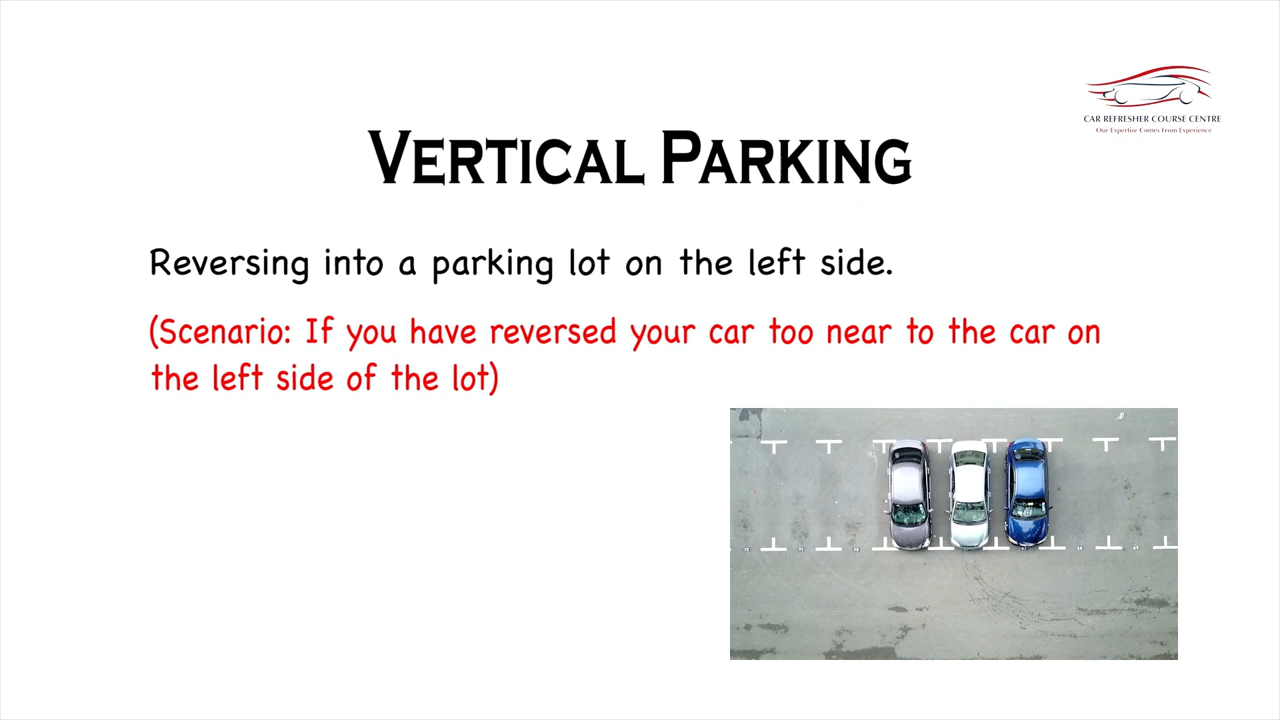 CAR REFRESHER COURSE CENTRE
Our Expertise Comes From Experience
VERTICAL PARKING
Reversing into a parking lot on the left side.
(Scenario: If you have reversed your car too near to the car on
the left side of the lot)